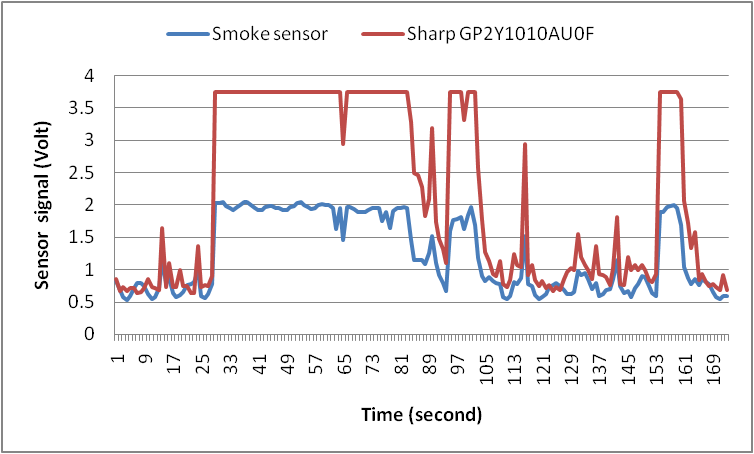 Smoke sensor
Sharp GP2Y1010AU0F
Sensor signal (Volt)
4
3.5
3
2.5
2
1.5
1
0.5
0
1 9 17 25 33 41 49 57 65 73 81 89 97 105 113 121 129 137 145 153 161 169
Time (second)